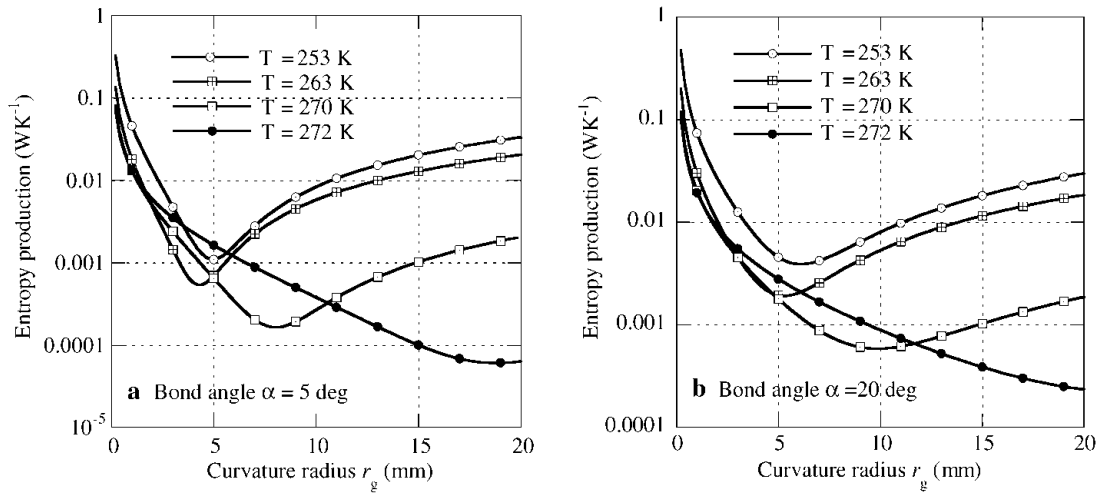 1
0.1
0.01
0.001
0.0001
10⁻⁵
Entropy production (WK⁻¹)
T = 253 K
T = 263 K
T = 270 K
T = 272 K
a Bond angle α = 5 deg
0 5 10 15 20
Curvature radius r_g (mm)
1
0.1
0.01
0.001
0.0001
Entropy production (WK⁻¹)
T = 253 K
T = 263 K
T = 270 K
T = 272 K
b Bond angle α =20 deg
0 5 10 15 20
Curvature radius r_g (mm)